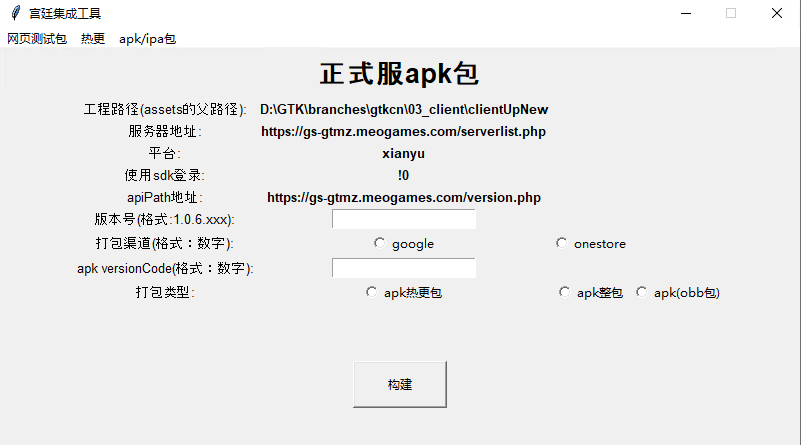 宫廷集成工具
网页测试包 热更 apk/ipa包
正式服apk包
工程路径(assets的父路径): D:\GTK\branches\gtkcn\03_client\clientUpNew
服务器地址: https://gs-gtmz.meogames.com/serverlist.php
平台: xianyu
使用sdk登录: !0
apiPath地址: https://gs-gtmz.meogames.com/version.php
版本号(格式:1.0.6.xxx):
打包渠道(格式：数字): google onestore
apk versionCode(格式：数字):
打包类型: apk热更包 apk整包 apk(obb包)
构建